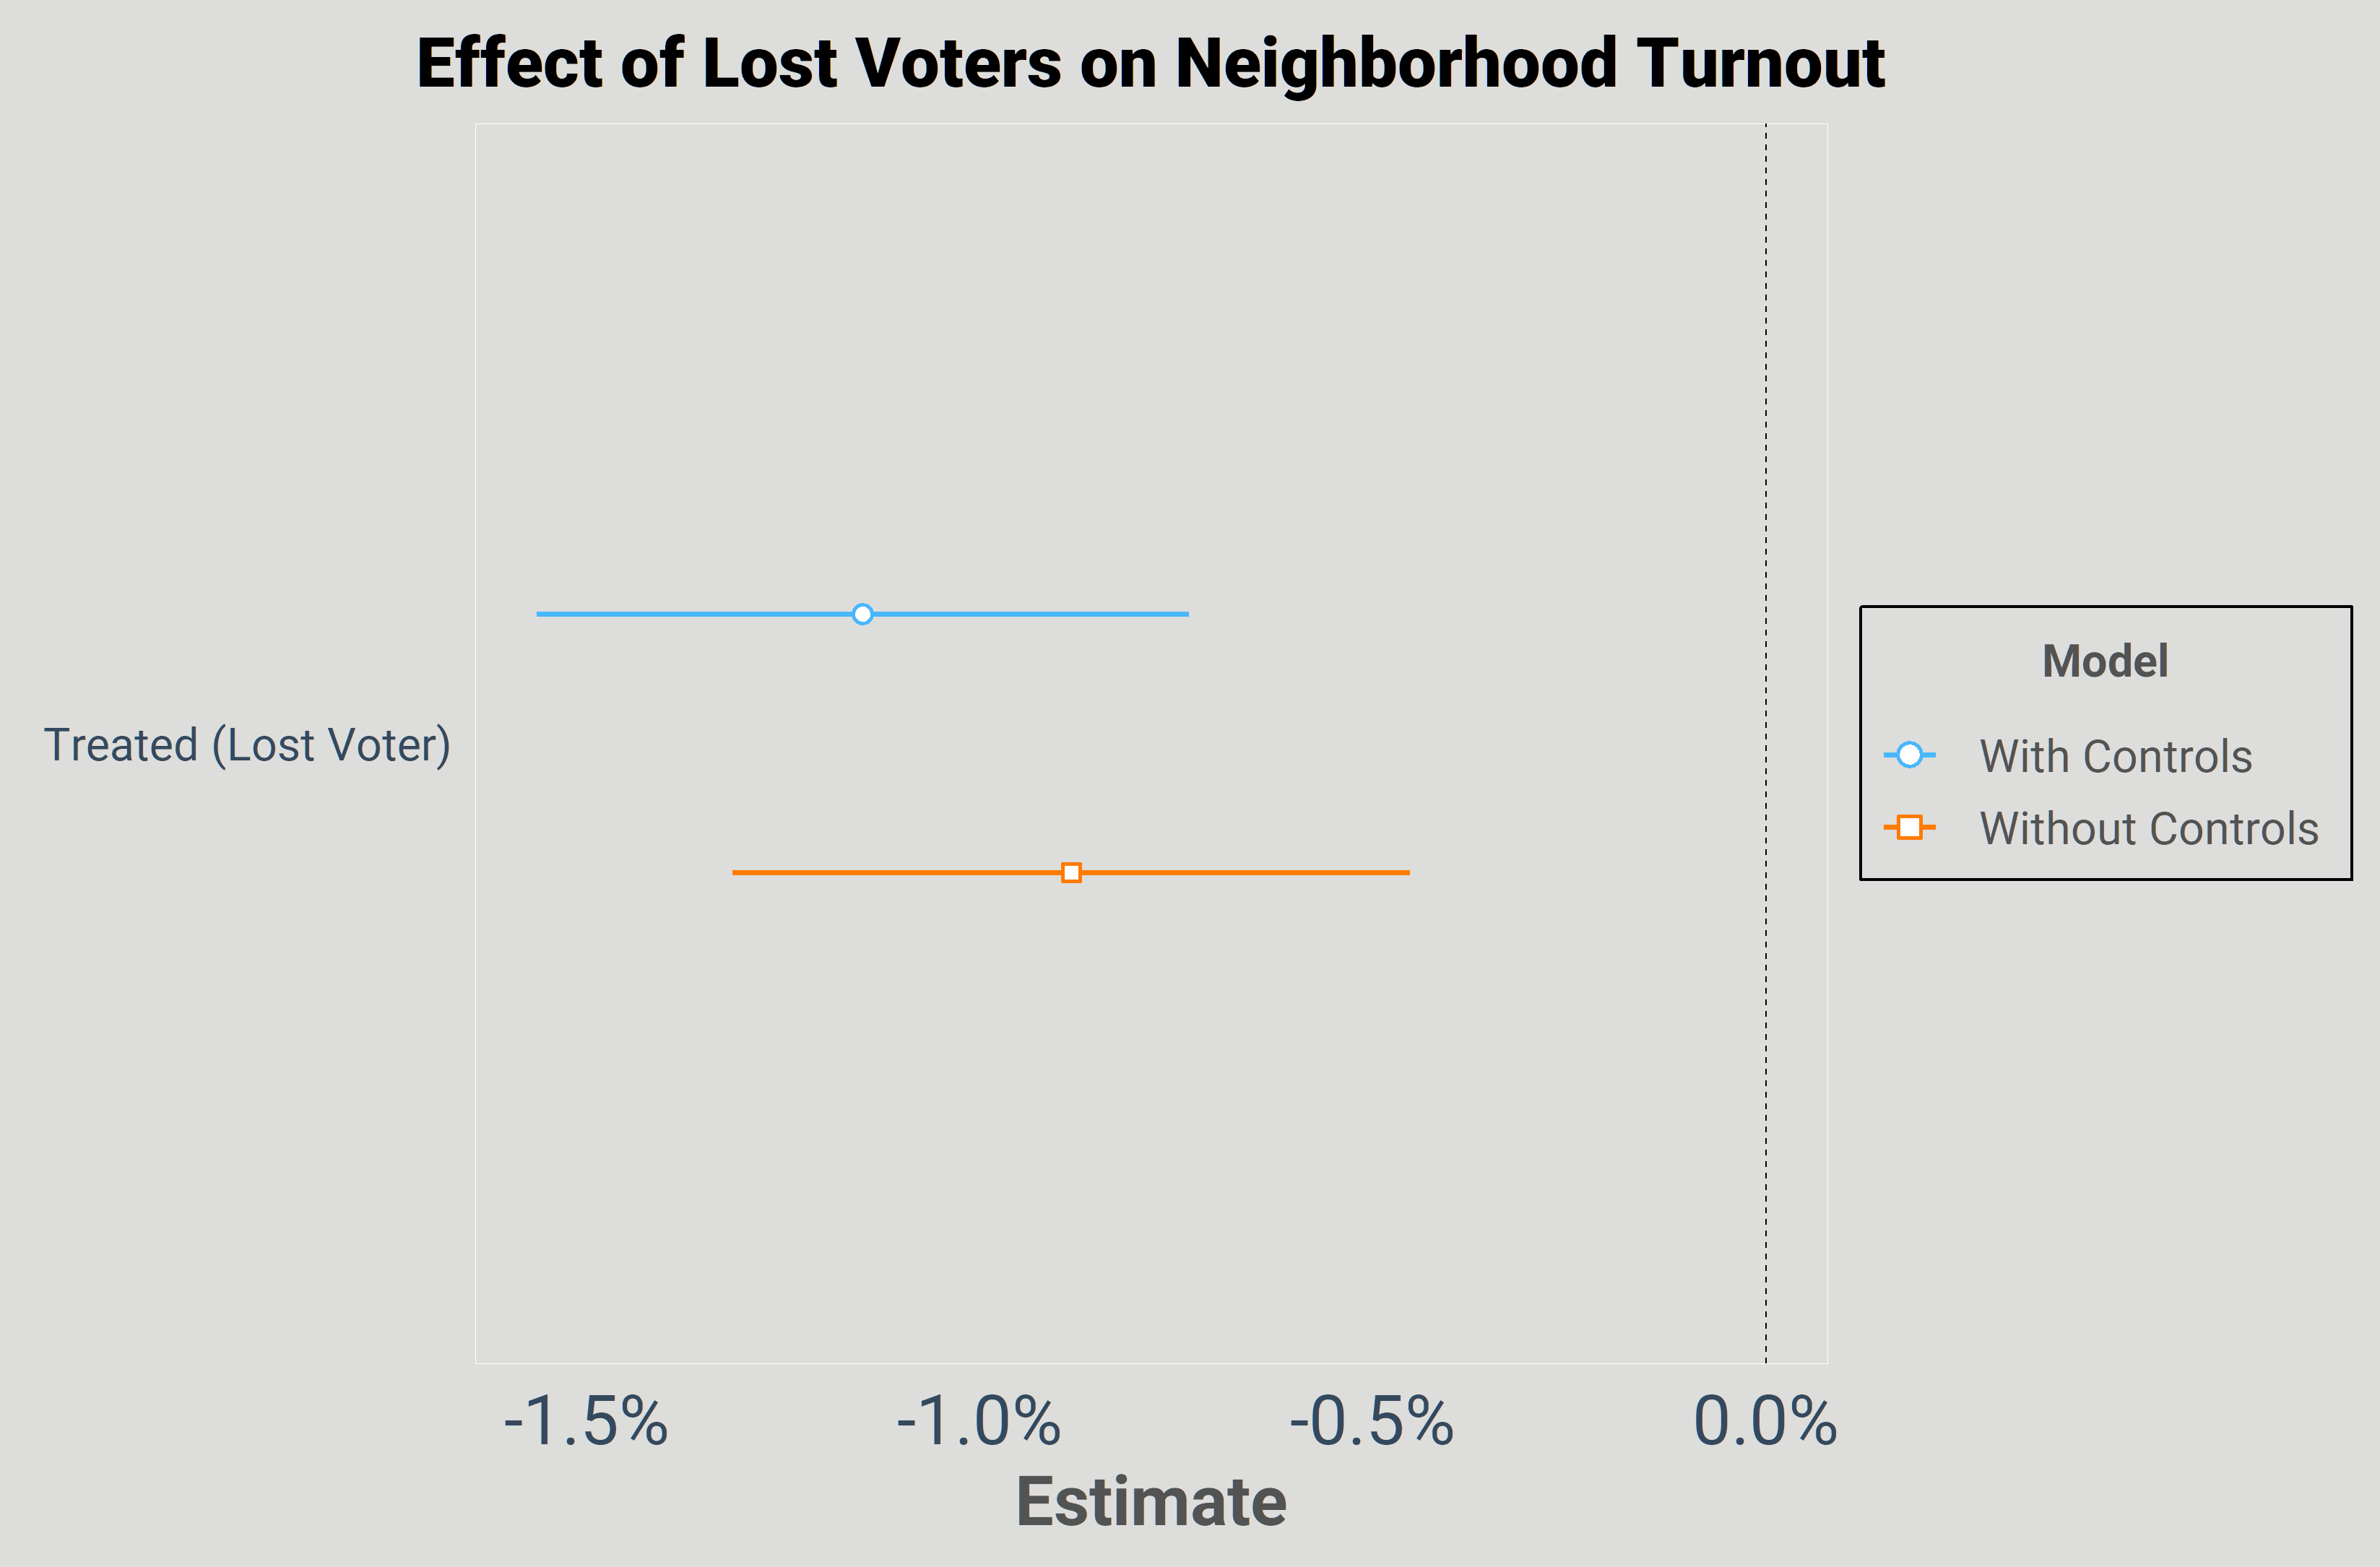 Effect of Lost Voters on Neighborhood Turnout
Treated (Lost Voter)
Model
With Controls
Without Controls
-1.5% -1.0% -0.5% 0.0%
Estimate